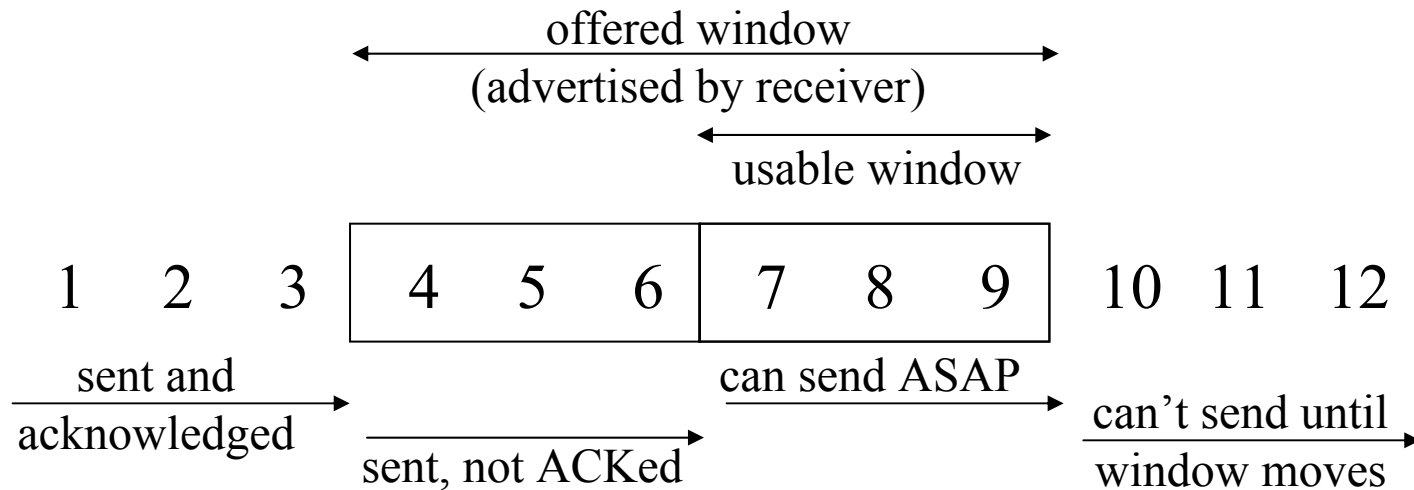 offered window
(advertised by receiver)
usable window
1 2 3 4 5 6 7 8 9 10 11 12
sent and
acknowledged
sent, not ACKed
can send ASAP
can’t send until
window moves